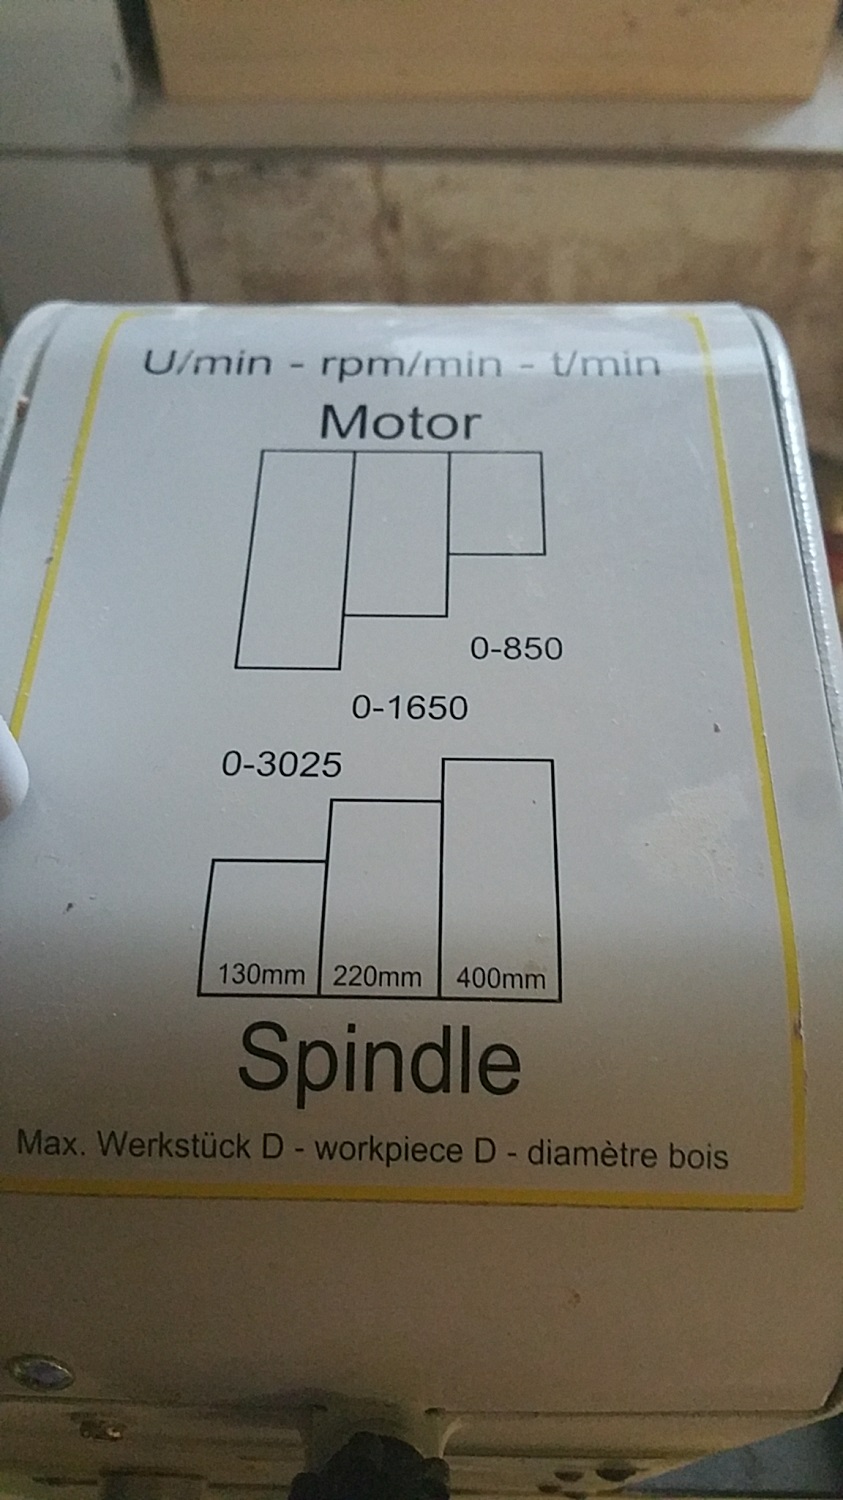 U/min - rpm/min - t/min
Motor
0-850
0-1650
0-3025
130mm 220mm 400mm
Spindle
Max. Werkstück D - workpiece D - diamètre bois